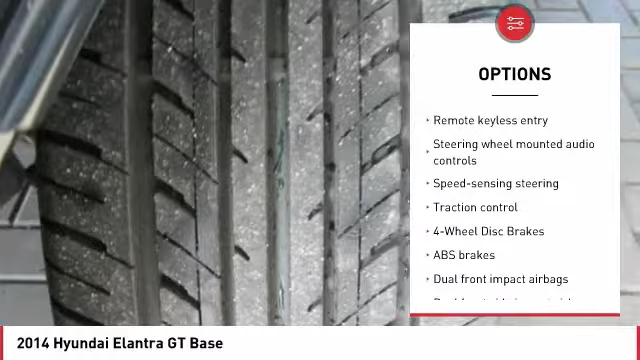 OPTIONS
Remote keyless entry
Steering wheel mounted audio
controls
Speed-sensing steering
Traction control
4-Wheel Disc Brakes
ABS brakes
Dual front impact airbags
2014 Hyundai Elantra GT Base